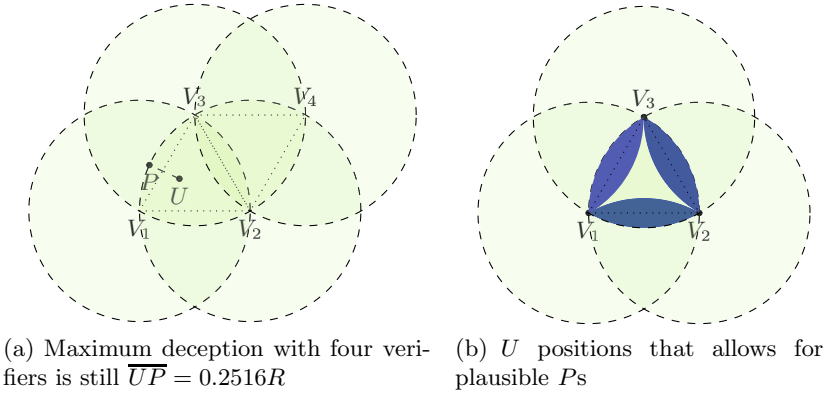 V3 V4
P
U
V1 V2
V3
V1 V2
(a) Maximum deception with four veri-
fiers is still UP = 0.2516R
(b) U positions that allows for
plausible Ps